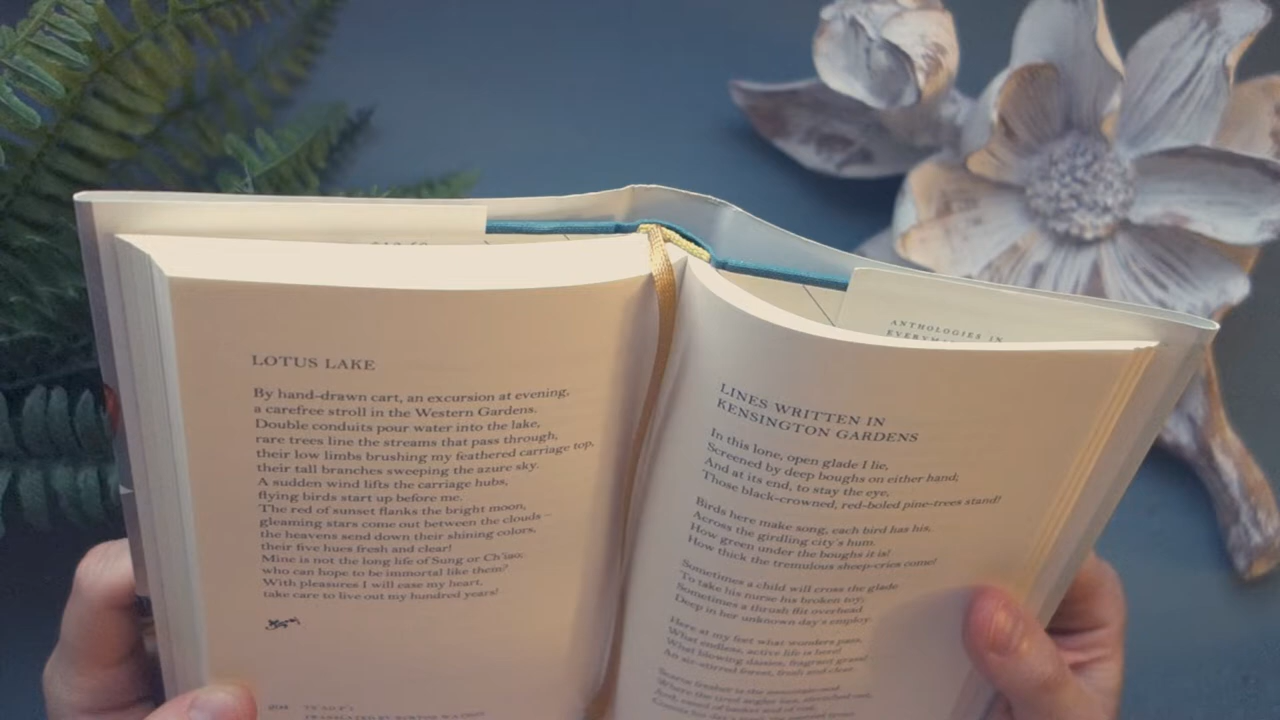 LOTUS LAKE
By hand-drawn cart, an excursion at evening,
a carefree stroll in the Western Gardens.
Double conduits pour water into the lake,
rare trees line the streams that pass through,
their low limbs brushing my feathered carriage top,
their tall branches sweeping the azure sky.
A sudden wind lifts the carriage hubs,
flying birds start up before me.
The red of sunset flanks the bright moon,
gleaming stars come out between the clouds –
the heavens send down their shining colors,
their five hues fresh and clear!
Mine is not the long life of Sung or Ch'iao;
who can hope to be immortal like them?
With pleasures I will ease my heart,
take care to live out my hundred years!
ANTHOLOGIES IN
LINES WRITTEN IN
KENSINGTON GARDENS
In this lone, open glade I lie,
Screened by deep boughs on either hand;
And at its end, to stay the eye,
Those black-crowned, red-boled pine-trees stand!
Birds here make song, each bird has his,
Across the girdling city's hum.
How green under the boughs it is!
How thick the tremulous sheep-cries come!
Sometimes a child will cross the glade
To take his nurse his broken toy;
Sometimes a thrush flit overhead
Deep in her unknown day's employ.
Here at my feet what wonders pass,
What endless, active life is here!
What blowing daisies, fragrant grass!
An air-stirred forest, fresh and clear.